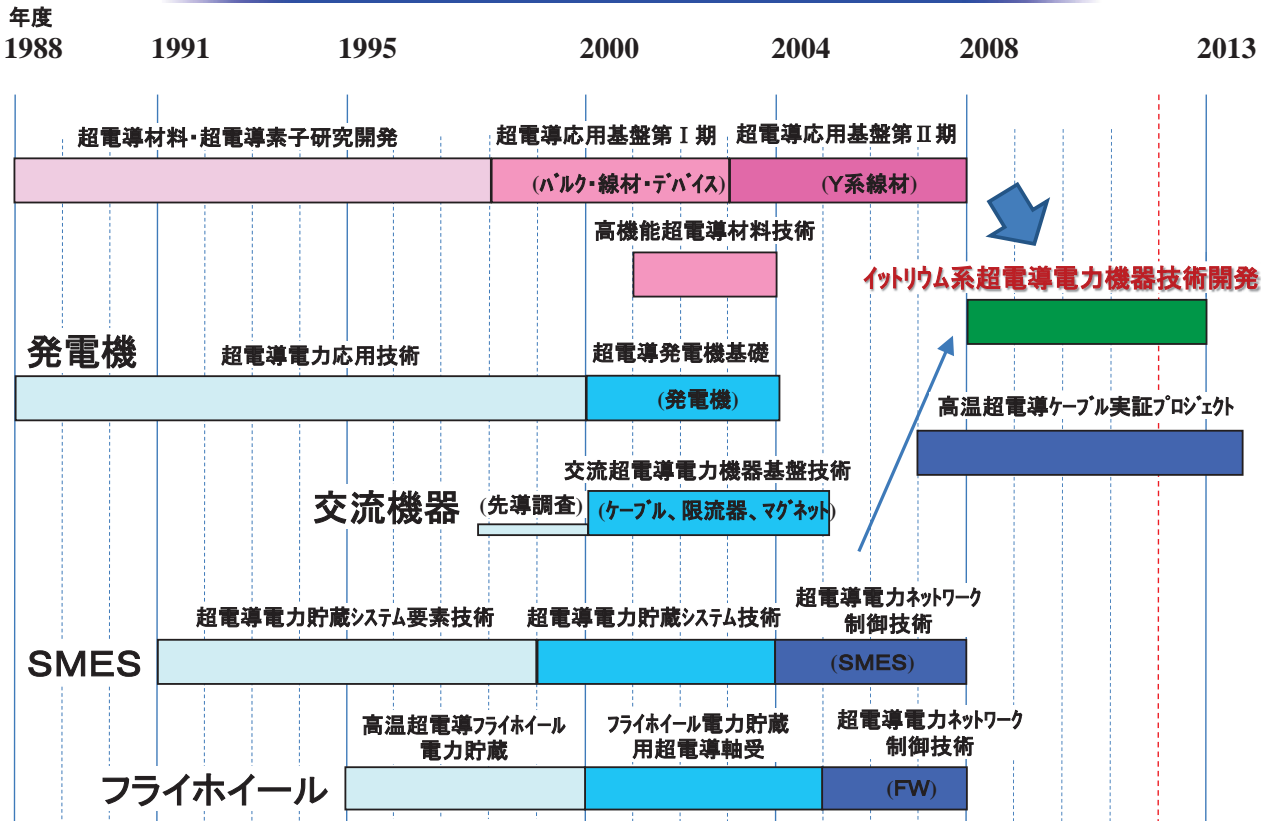 年度
1988 1991 1995 2000 2004 2008 2013
超電導材料・超電導素子研究開発
超電導応用基盤第Ⅰ期
超電導応用基盤第Ⅱ期
(バルク・線材・デバイス)
(Y系線材)
高機能超電導材料技術
イットリウム系超電導電力機器技術開発
発電機
超電導電力応用技術
超電導発電機基礎
(発電機)
高温超電導ケーブル実証プロジェクト
交流超電導電力機器基盤技術
交流機器
(先導調査)
(ケーブル、限流器、マグネット)
超電導電力貯蔵システム要素技術
超電導電力貯蔵システム技術
超電導電力ネットワーク
制御技術
SMES
(SMES)
高温超電導フライホイール
電力貯蔵
フライホイール電力貯蔵
用超電導軸受
超電導電力ネットワーク
制御技術
フライホイール
(FW)